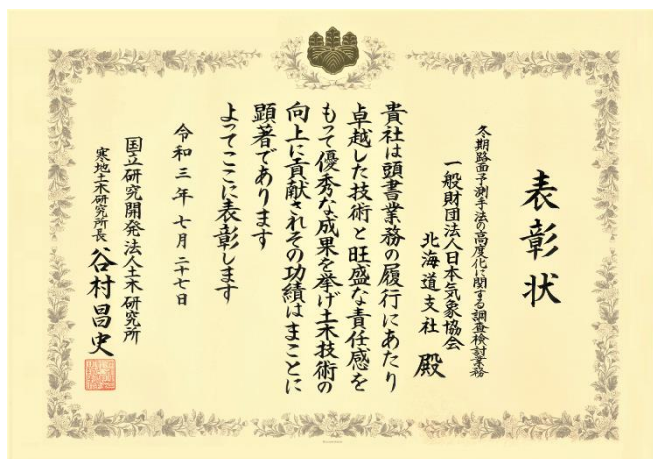 表彰状
冬期路面予測手法の高度化に関する調査検討業務
一般財団法人日本気象協会
北海道支社 殿
貴社は頭書業務の履行にあたり
卓越した技術と旺盛な責任感を
もって優秀な成果を挙げ土木技術の
向上に貢献されその功績はまことに
顕著であります
よってここに表彰します
令和三年七月二十七日
国立研究開発法人土木研究所
寒地土木研究所長 谷村昌史